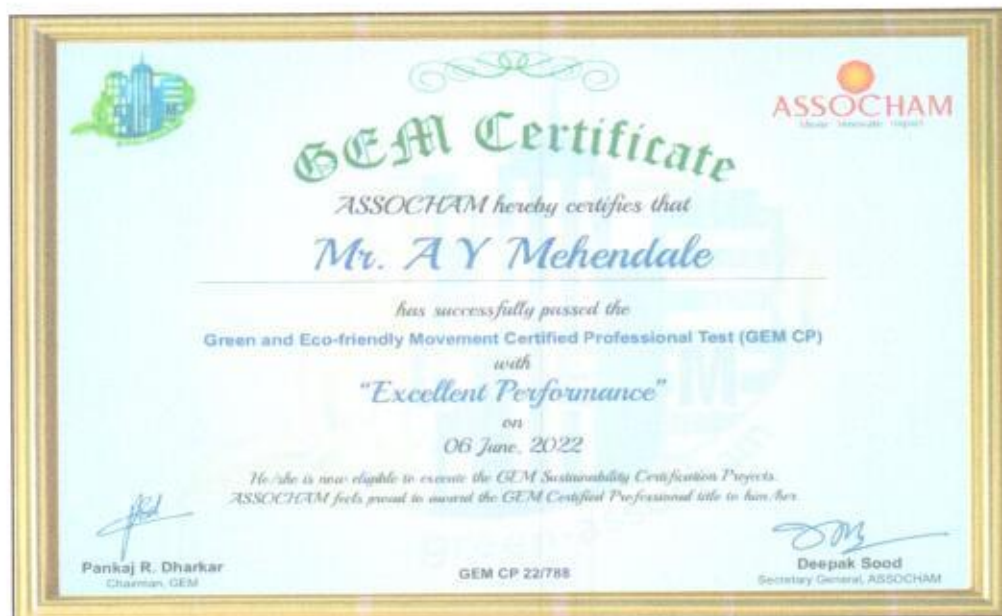 GEM
ASSOCHAM
GEM Certificate
ASSOCHAM hereby certifies that
Mr. A Y Mehendale
has successfully passed the
Green and Eco-friendly Movement Certified Professional Test (GEM CP)
with
"Excellent Performance"
on
06 June, 2022
He/she is now eligible to execute the GEM Sustainability Certification Projects.
ASSOCHAM feels proud to award the GEM Certified Professional title to him/her.
Pankaj R. Dharkar
Chairman, GEM
GEM CP 22/788
Deepak Sood
Secretary General, ASSOCHAM